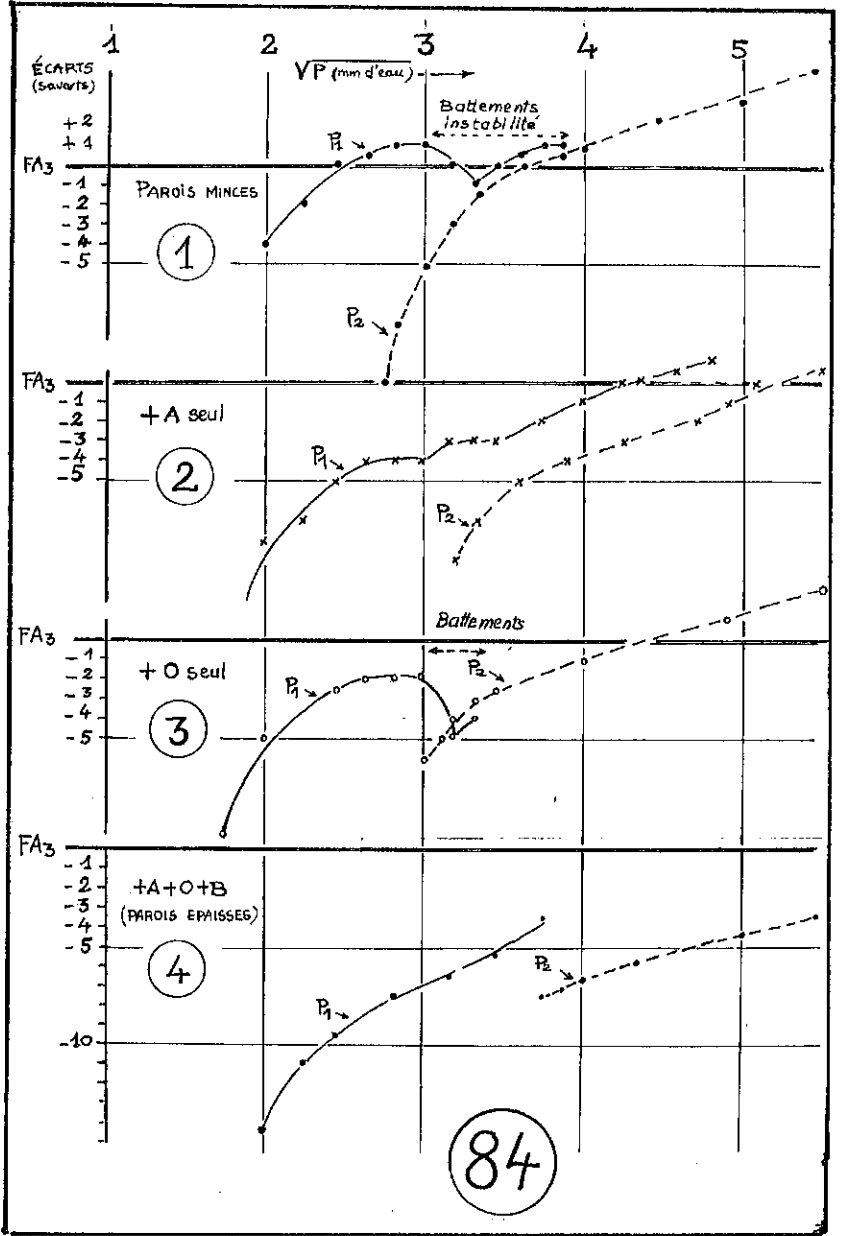 1 2 3 4 5
ÉCARTS
(savarts)
√P (mm d'eau)
Battements
instabilité
+2
+1
P1
FA3
-1
PAROIS MINCES
-2
-3
-4
-5
1
P2
FA3
-1
+A seul
-2
-3
-4
-5
P1
2
P2
FA3
Battements
-1
+O seul
-2
P1
P2
-3
-4
-5
3
FA3
-1
+A+O+B
-2
(PAROIS EPAISSES)
-3
-4
-5
4
P2
P1
-10
84